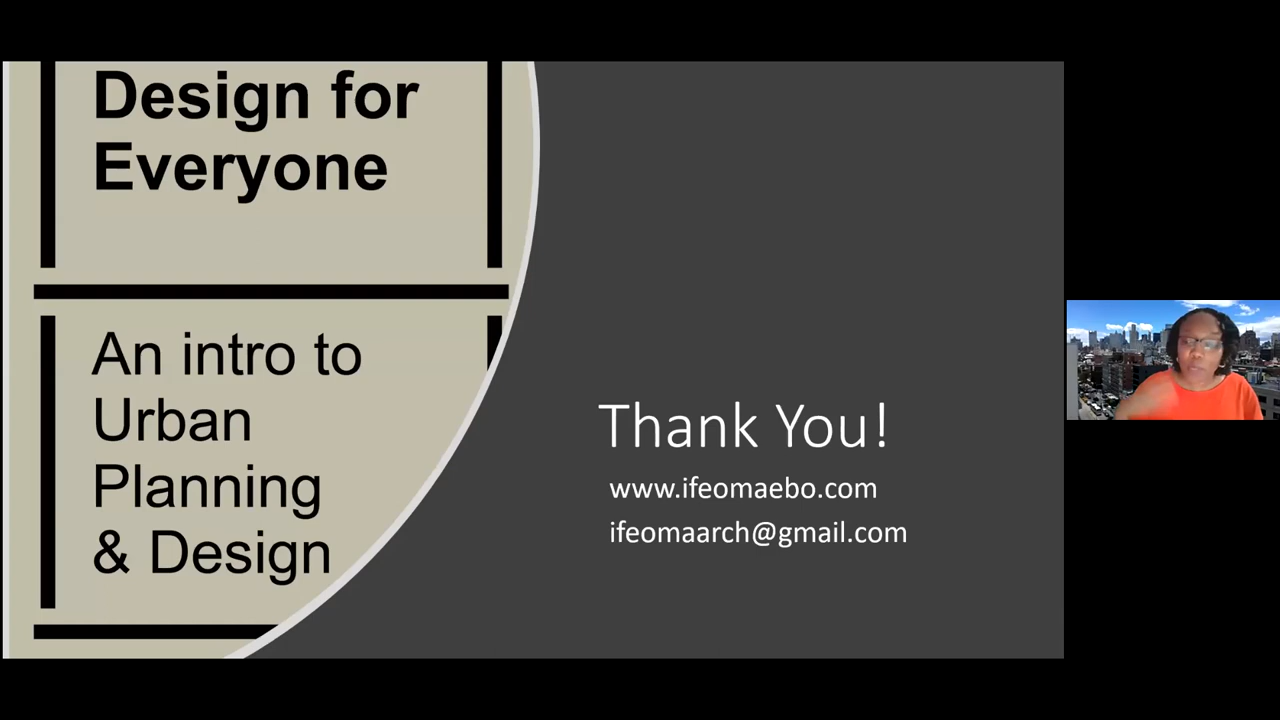 Design for
Everyone
An intro to
Urban
Planning
& Design
Thank You!
www.ifeomaebo.com
ifeomaarch@gmail.com